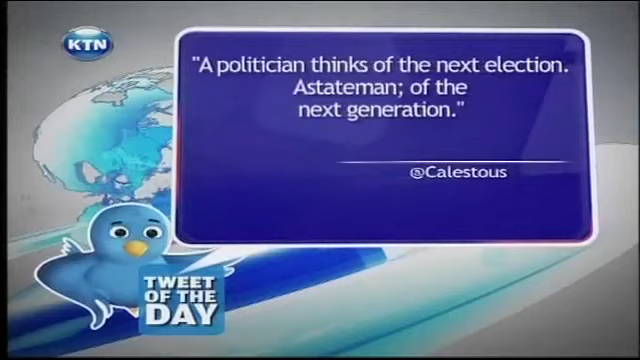 KTN
"A politician thinks of the next election.
Astateman; of the
next generation."
@Calestous
TWEET
OF THE
DAY